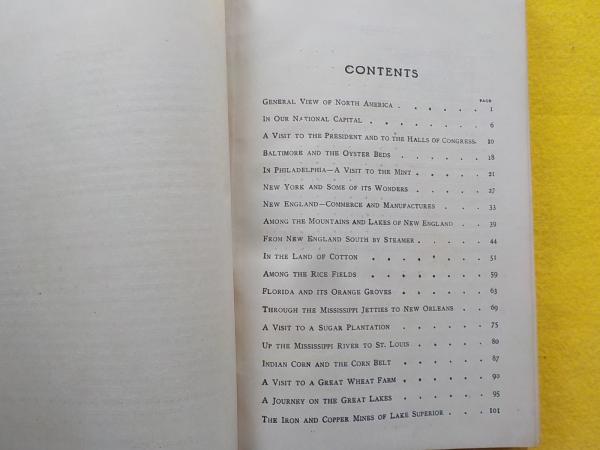 CONTENTS
PAGE
GENERAL VIEW OF NORTH AMERICA . . . . . . 1
IN OUR NATIONAL CAPITAL . . . . . . . 6
A VISIT TO THE PRESIDENT AND TO THE HALLS OF CONGRESS. 10
BALTIMORE AND THE OYSTER BEDS . . . . . 18
IN PHILADELPHIA—A VISIT TO THE MINT . . . . . 21
NEW YORK AND SOME OF ITS WONDERS . . . . . 27
NEW ENGLAND—COMMERCE AND MANUFACTURES . . . . 33
AMONG THE MOUNTAINS AND LAKES OF NEW ENGLAND . . . 39
FROM NEW ENGLAND SOUTH BY STEAMER . . . . . 44
IN THE LAND OF COTTON . . . . . . . 51
AMONG THE RICE FIELDS . . . . . . . 59
FLORIDA AND ITS ORANGE GROVES . . . . . . 63
THROUGH THE MISSISSIPPI JETTIES TO NEW ORLEANS . . . 69
A VISIT TO A SUGAR PLANTATION . . . . . 75
UP THE MISSISSIPPI RIVER TO ST. LOUIS . . . . . 80
INDIAN CORN AND THE CORN BELT . . . . . . 87
A VISIT TO A GREAT WHEAT FARM . . . . . . 90
A JOURNEY ON THE GREAT LAKES . . . . . . 95
THE IRON AND COPPER MINES OF LAKE SUPERIOR . . . 101